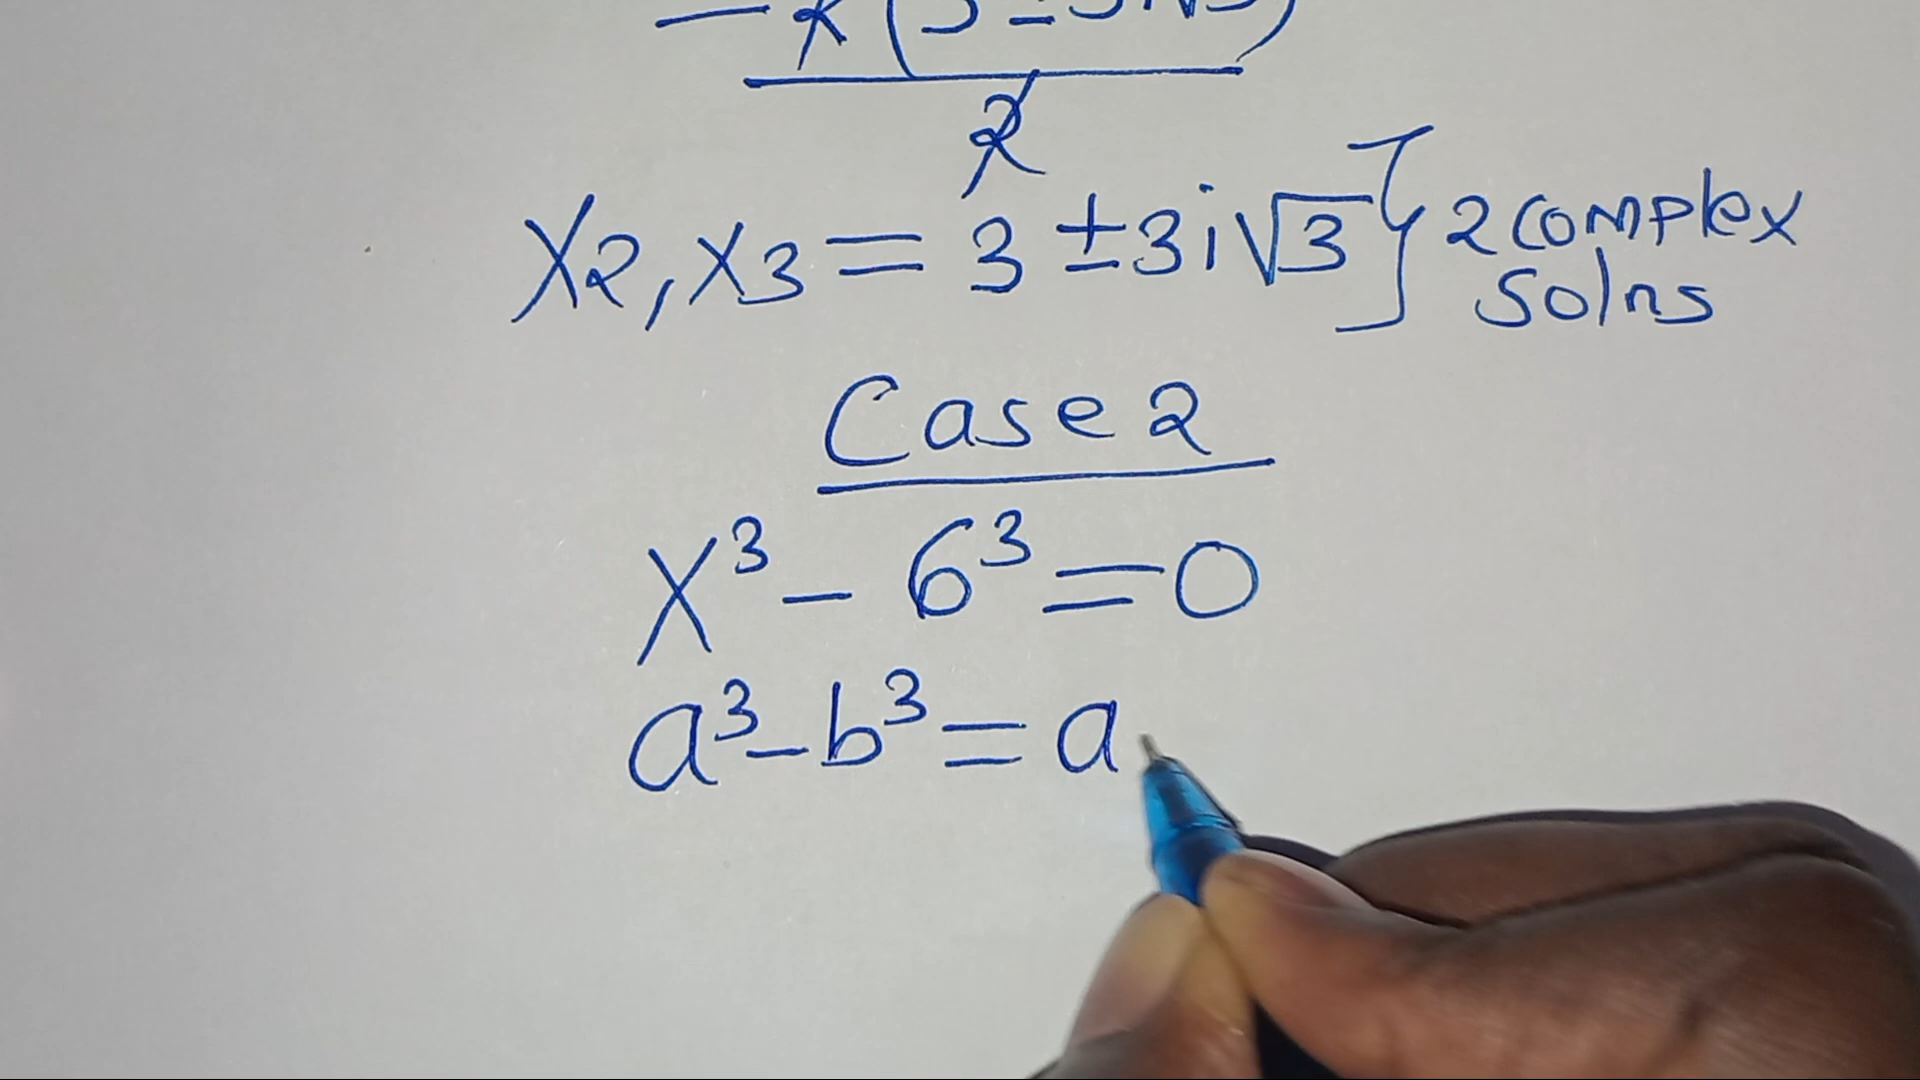 2
X2, X3 = 3 ± 3i√3 } 2 complex solns
Case 2
X³ - 6³ = 0
a³ - b³ = a